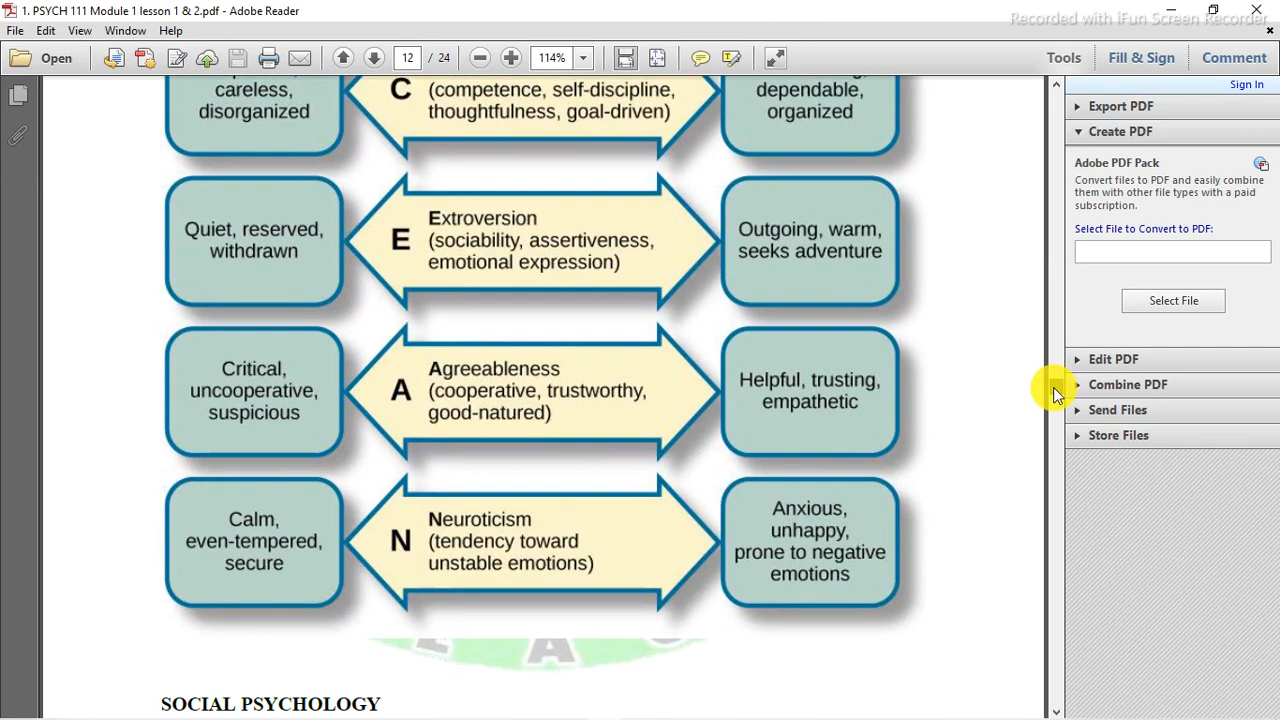 1. PSYCH 111 Module 1 lesson 1 & 2.pdf - Adobe Reader
Recorded with iFun Screen Recorder
File Edit View Window Help
Open 12 / 24 114% Tools Fill & Sign Comment
Sign In
Export PDF
Create PDF
Adobe PDF Pack
Convert files to PDF and easily combine
them with other file types with a paid
subscription.
Select File to Convert to PDF:
Select File
Edit PDF
Combine PDF
Send Files
Store Files
careless,
disorganized
C
(competence, self-discipline,
thoughtfulness, goal-driven)
dependable,
organized
Quiet, reserved,
withdrawn
E
Extroversion
(sociability, assertiveness,
emotional expression)
Outgoing, warm,
seeks adventure
Critical,
uncooperative,
suspicious
A
Agreeableness
(cooperative, trustworthy,
good-natured)
Helpful, trusting,
empathetic
Calm,
even-tempered,
secure
N
Neuroticism
(tendency toward
unstable emotions)
Anxious,
unhappy,
prone to negative
emotions
SOCIAL PSYCHOLOGY